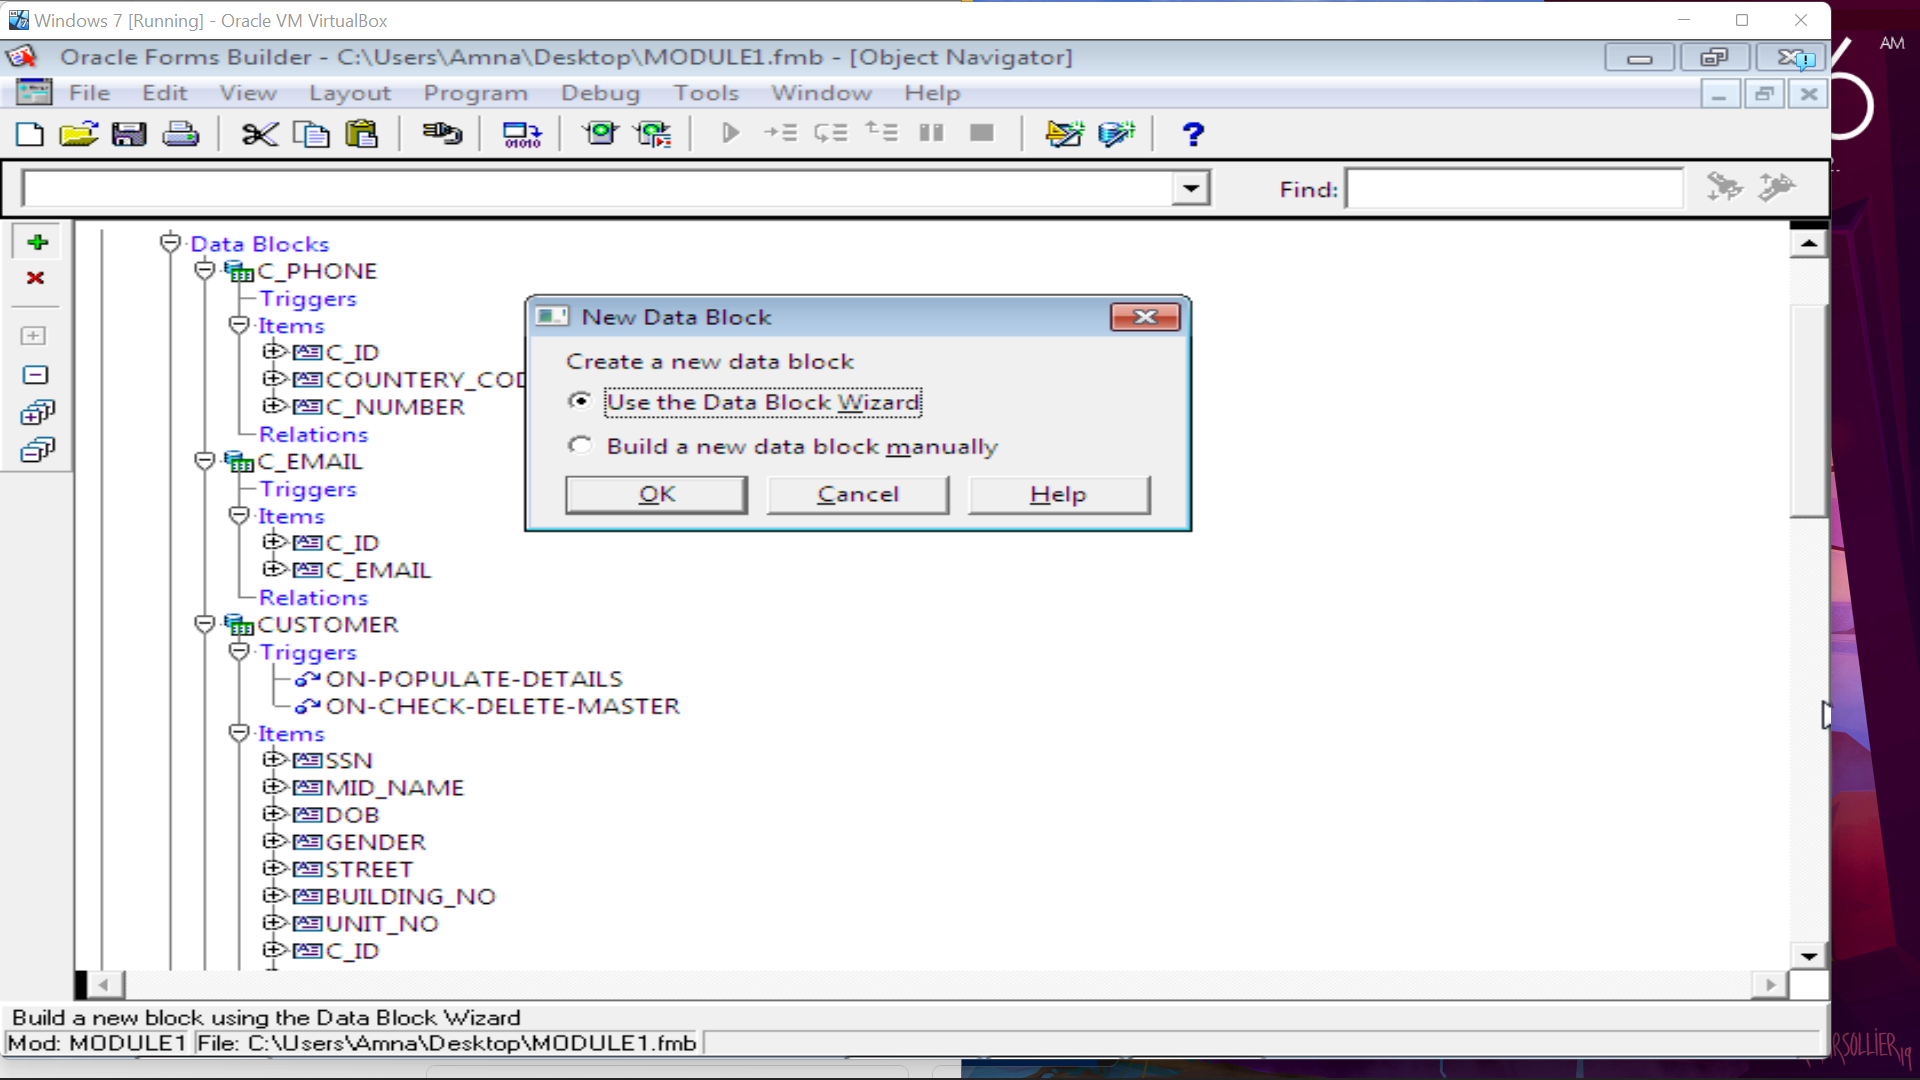 Windows 7 [Running] - Oracle VM VirtualBox
AM
Oracle Forms Builder - C:\Users\Amna\Desktop\MODULE1.fmb - [Object Navigator]
File Edit View Layout Program Debug Tools Window Help
Find:
Data Blocks
C_PHONE
Triggers
Items
C_ID
COUNTERY_COD
C_NUMBER
Relations
C_EMAIL
Triggers
Items
C_ID
C_EMAIL
Relations
CUSTOMER
Triggers
ON-POPULATE-DETAILS
ON-CHECK-DELETE-MASTER
Items
SSN
MID_NAME
DOB
GENDER
STREET
BUILDING_NO
UNIT_NO
C_ID
New Data Block
Create a new data block
Use the Data Block Wizard
Build a new data block manually
OK Cancel Help
Build a new block using the Data Block Wizard
Mod: MODULE1 File: C:\Users\Amna\Desktop\MODULE1.fmb